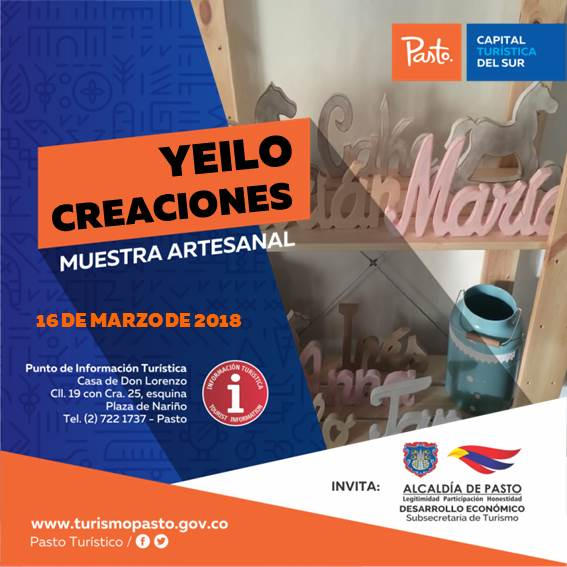 Pasto.
CAPITAL
TURÍSTICA
DEL SUR
YEILO
CREACIONES
MUESTRA ARTESANAL
María
Inés
Anna
16 DE MARZO DE 2018
Punto de Información Turística
Casa de Don Lorenzo
Cll. 19 con Cra. 25, esquina
Plaza de Nariño
Tel. (2) 722 1737 - Pasto
INFORMACIÓN TURÍSTICA
i
TOURIST INFORMATION
INVITA:
ALCALDÍA DE PASTO
Legitimidad Participación Honestidad
DESARROLLO ECONÓMICO
Subsecretaría de Turismo
www.turismopasto.gov.co
Pasto Turístico /